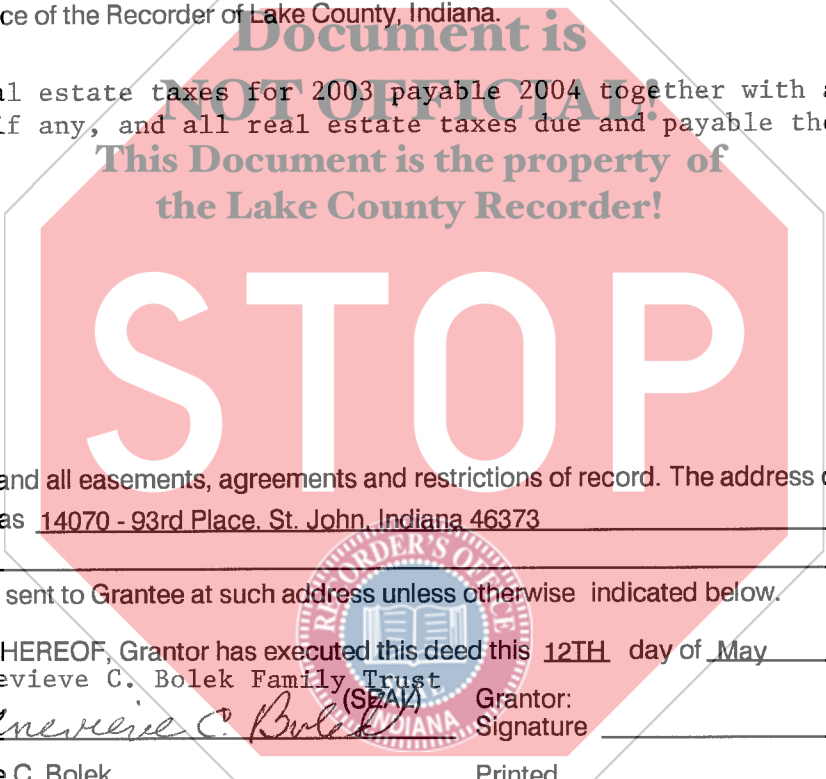 ce of the Recorder of Lake County, Indiana.
Document is
al estate taxes for 2003 payable 2004 together with
NOT OFFICIAL!
if any, and all real estate taxes due and payable the
This Document is the property of
the Lake County Recorder!
STOP
and all easements, agreements and restrictions of record. The address
as 14070 - 93rd Place, St. John, Indiana 46373
RECORDER'S OFFICE
sent to Grantee at such address unless otherwise indicated below.
HEREOF, Grantor has executed this deed this 12TH day of May
evieve C. Bolek Family Trust
(SEAL) Grantor:
enevieve C. Bolek Signature
INDIANA
e C. Bolek Printed